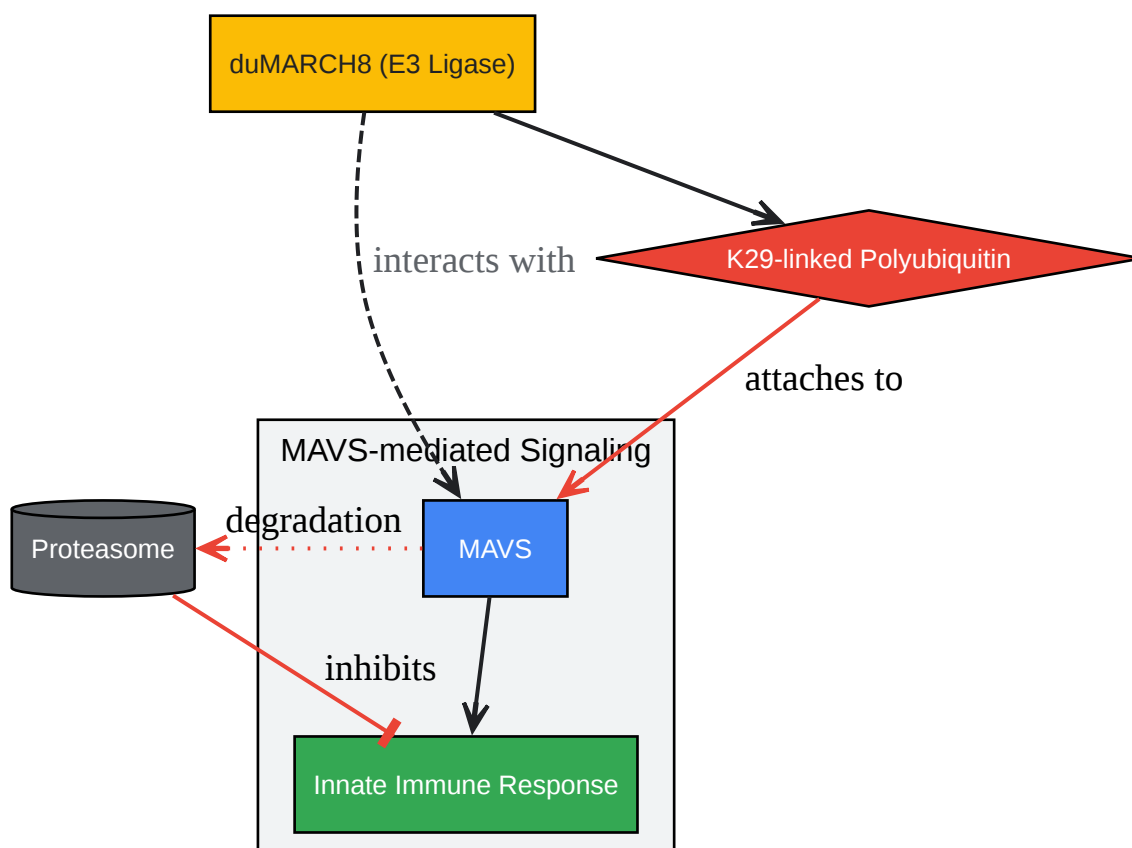 duMARCH8 (E3 Ligase)
interacts with
K29-linked Polyubiquitin
attaches to
MAVS-mediated Signaling
degradation
Proteasome
MAVS
inhibits
Innate Immune Response